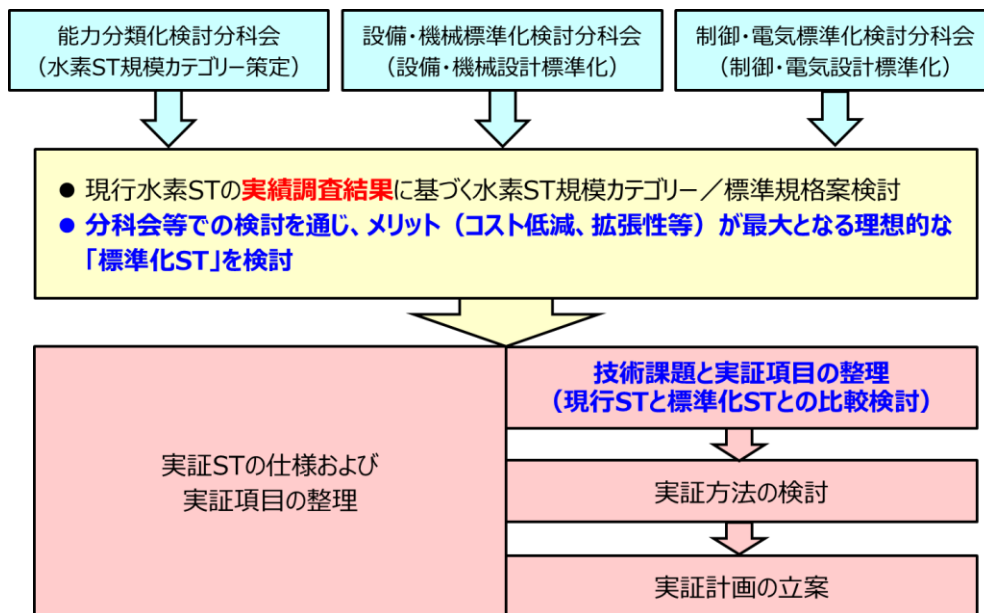 能力分類化検討分科会
（水素ST規模カテゴリー策定）
設備・機械標準化検討分科会
（設備・機械設計標準化）
制御・電気標準化検討分科会
（制御・電気設計標準化）
● 現行水素STの実績調査結果に基づく水素ST規模カテゴリー／標準規格案検討
● 分科会等での検討を通じ、メリット（コスト低減、拡張性等）が最大となる理想的な
「標準化ST」を検討
実証STの仕様および
実証項目の整理
技術課題と実証項目の整理
（現行STと標準化STとの比較検討）
実証方法の検討
実証計画の立案